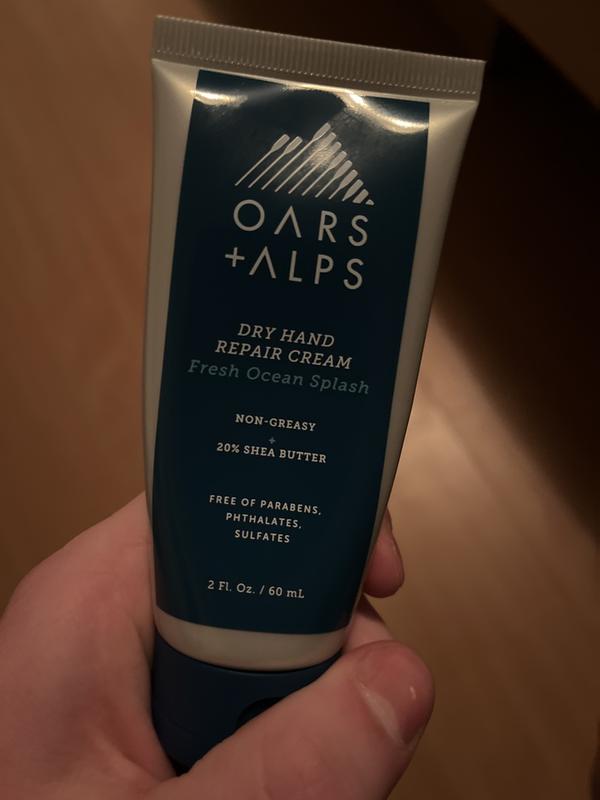 OARS
+ALPS
DRY HAND
REPAIR CREAM
Fresh Ocean Splash
NON-GREASY
+
20% SHEA BUTTER
FREE OF PARABENS,
PHTHALATES,
SULFATES
2 Fl. Oz. / 60 mL